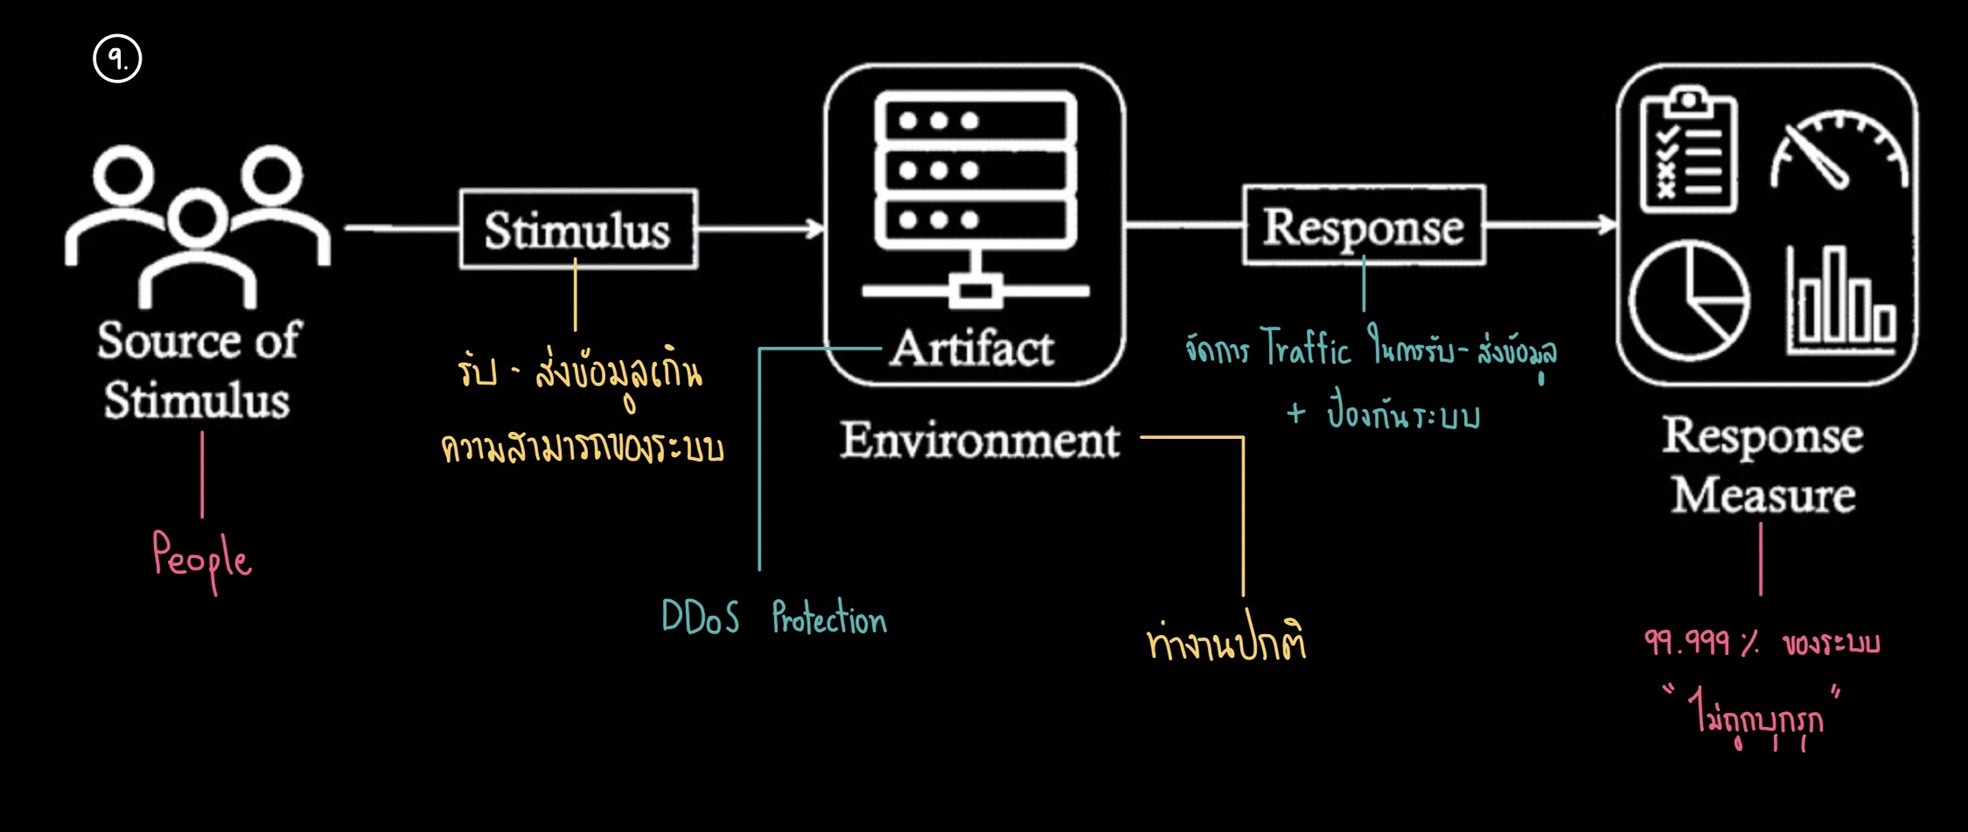 9.
Source of
Stimulus
People
Stimulus
รับ - ส่งข้อมูลเกิน
ความสามารถของระบบ
Artifact
DDoS Protection
Environment
ทำงานปกติ
Response
จัดการ Traffic ในการรับ - ส่งข้อมูล
+ ป้องกันระบบ
Response
Measure
99.999 % ของระบบ
" ไม่ถูกบุกรุก "